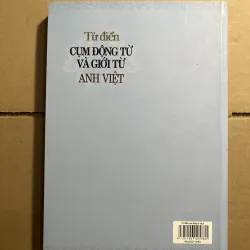 Từ điển
CỤM ĐỘNG TỪ
VÀ GIỚI TỪ
ANH VIỆT